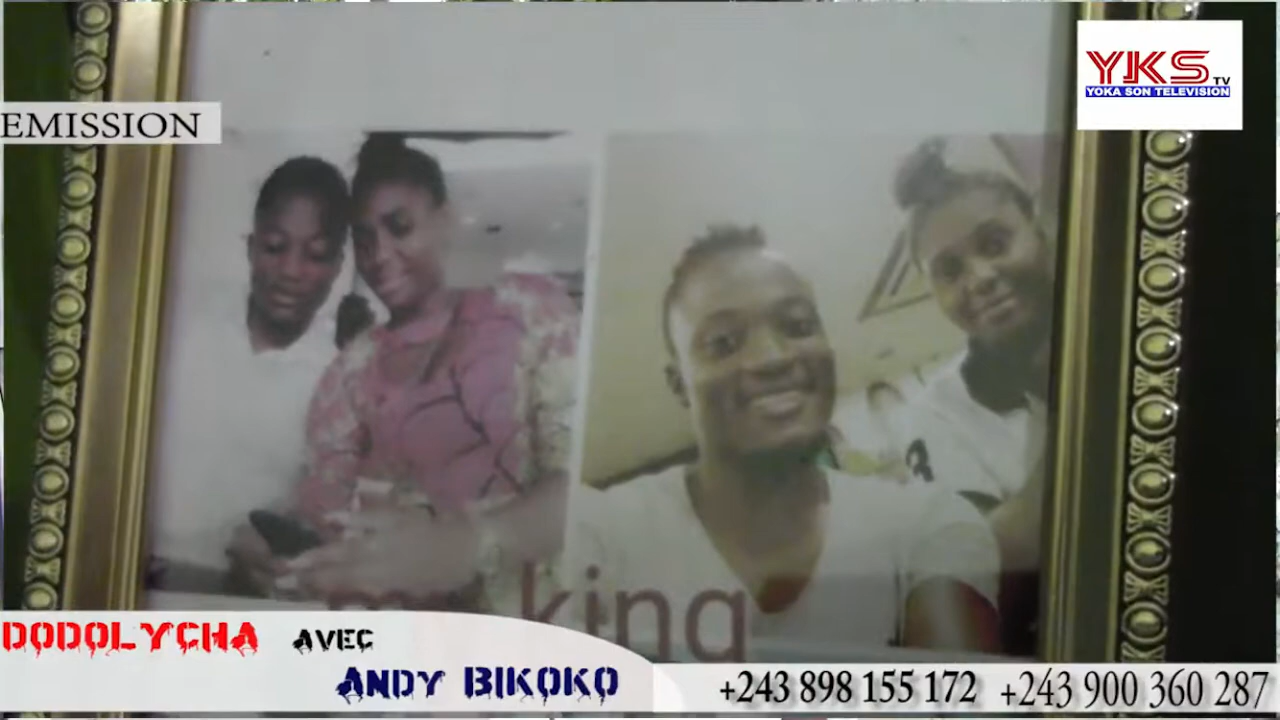 YKS TV
YOKA SON TELEVISION
EMISSION
my king
DODOLYCHA AVEC
ANDY BIKOKO
+243 898 155 172 +243 900 360 287